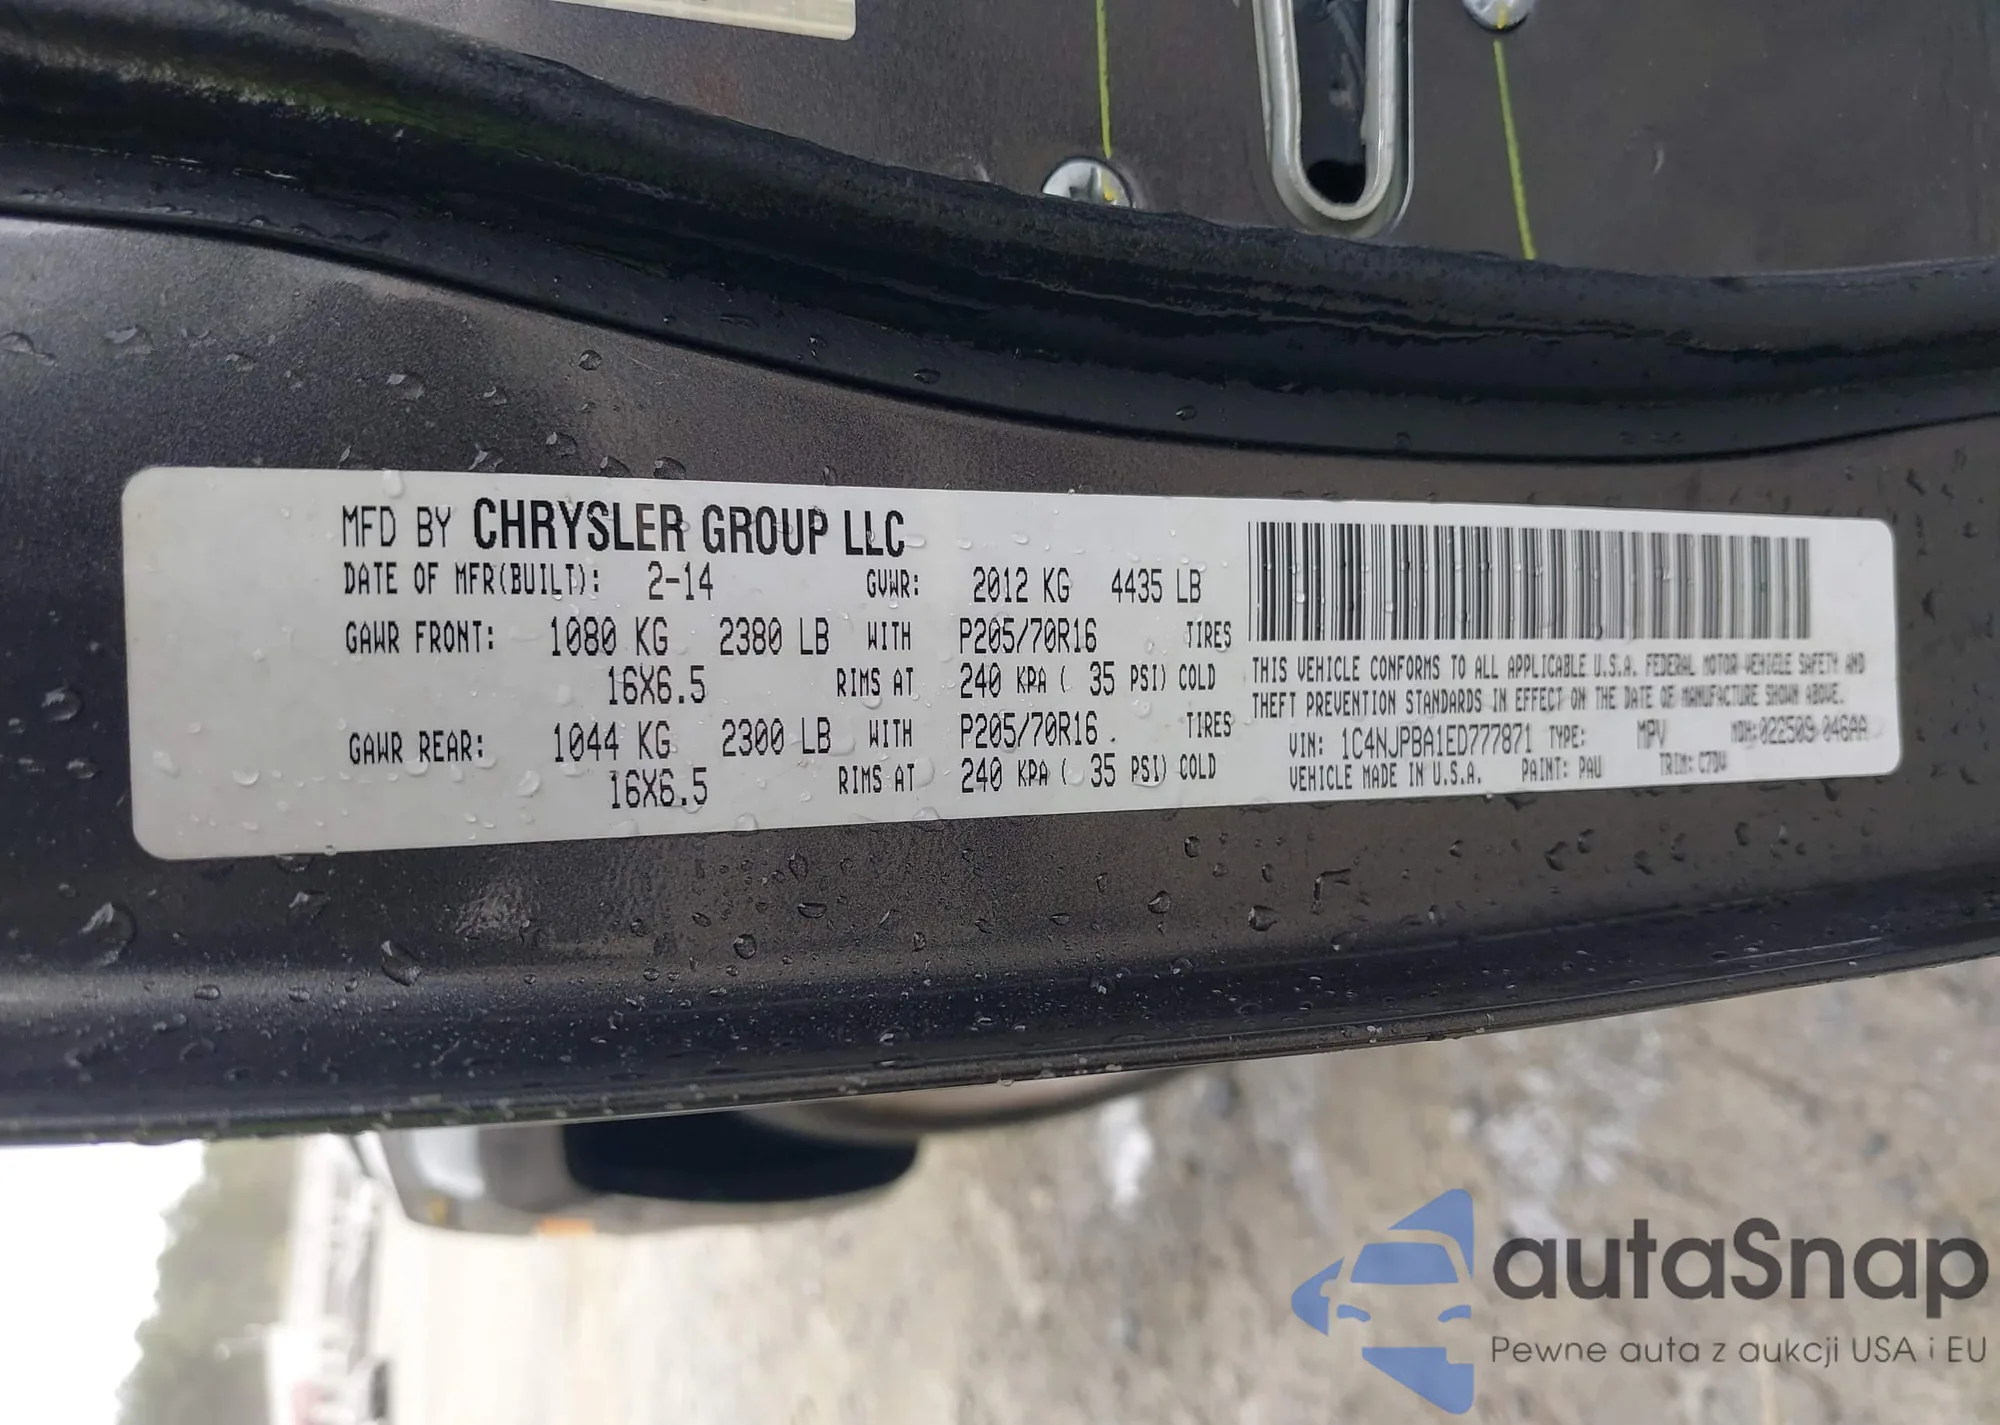 MFD BY CHRYSLER GROUP LLC
DATE OF MFR(BUILT): 2-14 GVWR: 2012 KG 4435 LB
GAWR FRONT: 1080 KG 2380 LB WITH P205/70R16 TIRES
16X6.5 RIMS AT 240 KPA ( 35 PSI) COLD
GAWR REAR: 1044 KG 2300 LB WITH P205/70R16 TIRES
16X6.5 RIMS AT 240 KPA ( 35 PSI) COLD
THIS VEHICLE CONFORMS TO ALL APPLICABLE U.S.A. FEDERAL MOTOR VEHICLE SAFETY AND
THEFT PREVENTION STANDARDS IN EFFECT ON THE DATE OF MANUFACTURE SHOWN ABOVE.
VIN: 1C4NJPBA1ED777871 TYPE: MPV MDH:022509 046AA
VEHICLE MADE IN U.S.A. PAINT: PAU TRIM:
autaSnap
Pewne auta z aukcji USA i EU